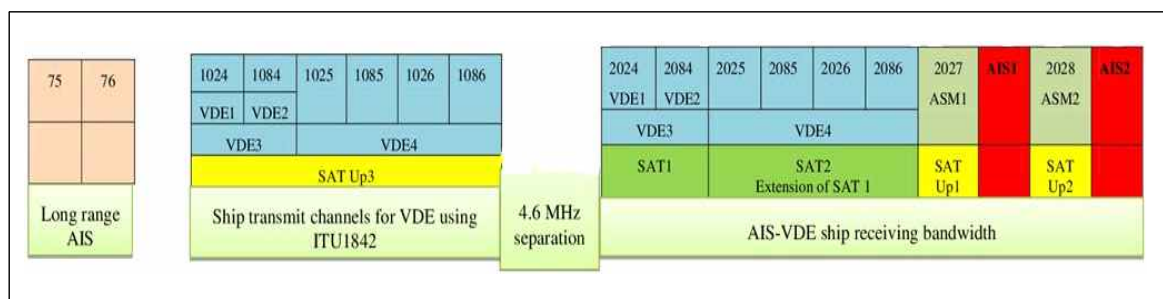 75 76
Long range
AIS
1024 1084 1025 1085 1026 1086
VDE1 VDE2
VDE3 VDE4
SAT Up3
Ship transmit channels for VDE using
ITU1842
4.6 MHz
separation
2024 2084 2025 2085 2026 2086 2027 AIS1 2028 AIS2
VDE1 VDE2 ASM1 ASM2
VDE3 VDE4
SAT1 SAT2 SAT SAT
Extension of SAT 1 Up1 Up2
AIS-VDE ship receiving bandwidth